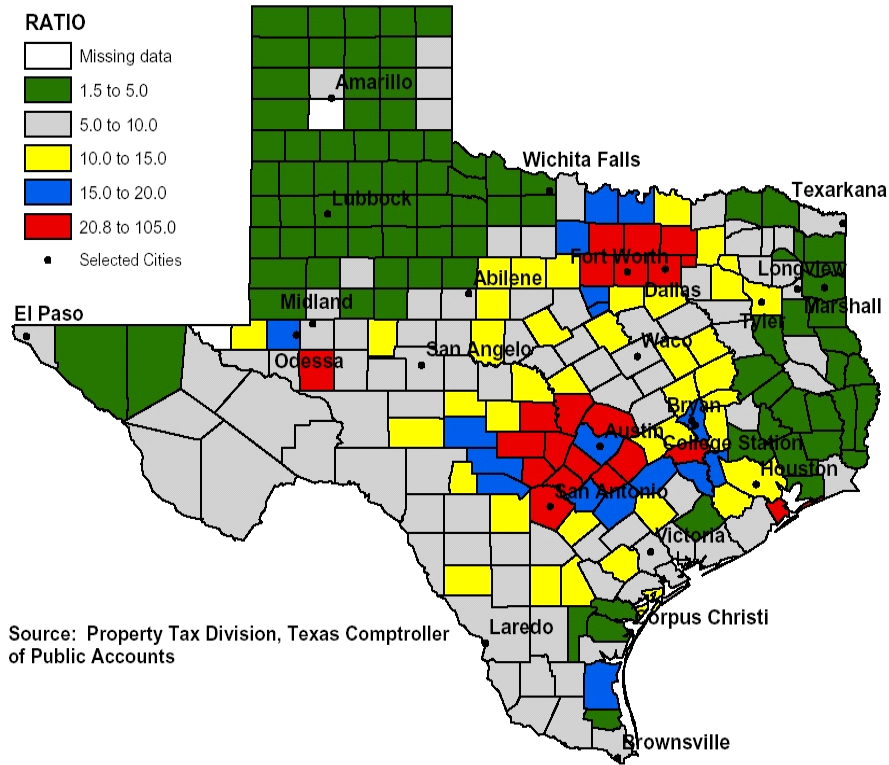 RATIO
Missing data
1.5 to 5.0
5.0 to 10.0
10.0 to 15.0
15.0 to 20.0
20.8 to 105.0
Selected Cities
Amarillo
Wichita Falls
Texarkana
Lubbock
Fort Worth
Longview
Abilene
Dallas
Midland
Marshall
El Paso
Tyler
Waco
San Angelo
Odessa
Bryan
Austin
College Station
Houston
San Antonio
Victoria
Corpus Christi
Laredo
Source: Property Tax Division, Texas Comptroller
of Public Accounts
Brownsville